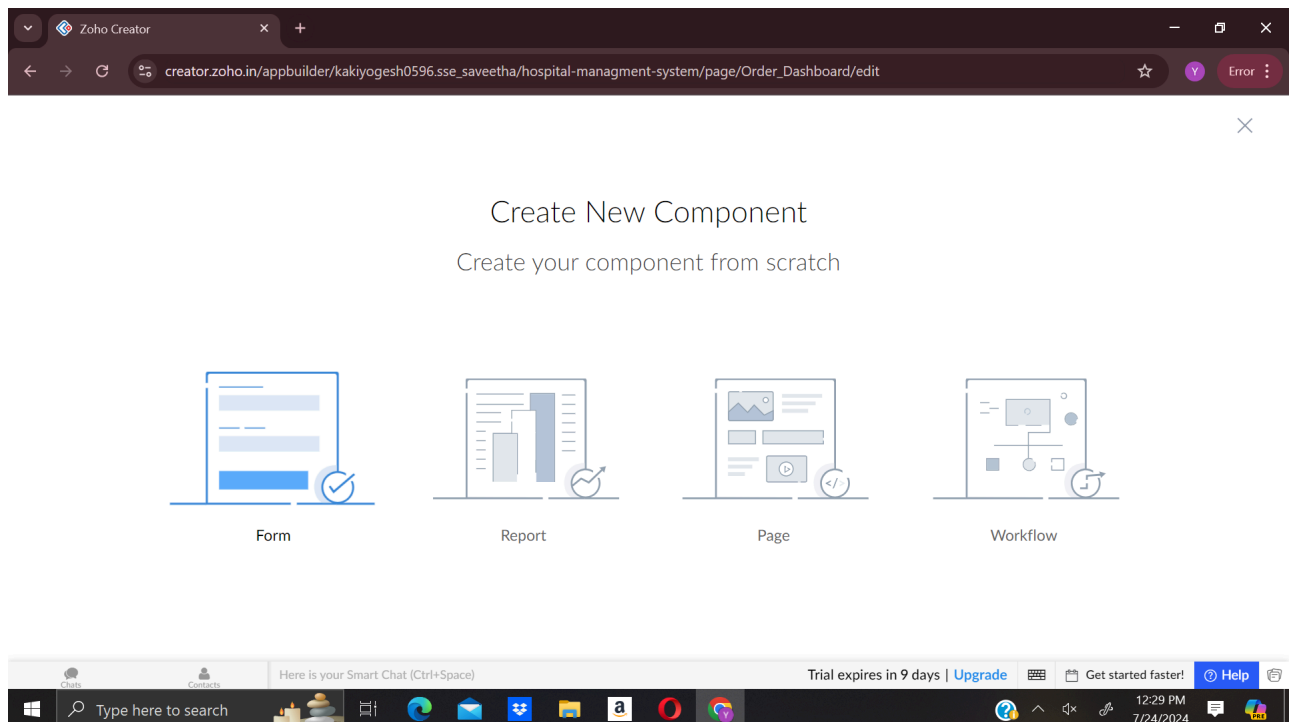 Zoho Creator
creator.zoho.in/appbuilder/kakiyogesh0596.sse_saveetha/hospital-managment-system/page/Order_Dashboard/edit
Y
Error
Create New Component
Create your component from scratch
</>
Form
Report
Page
Workflow
Chats
Contacts
Here is your Smart Chat (Ctrl+Space)
Trial expires in 9 days | Upgrade
Get started faster!
Help
Type here to search
a
Y
12:29 PM
7/24/2024
PRE